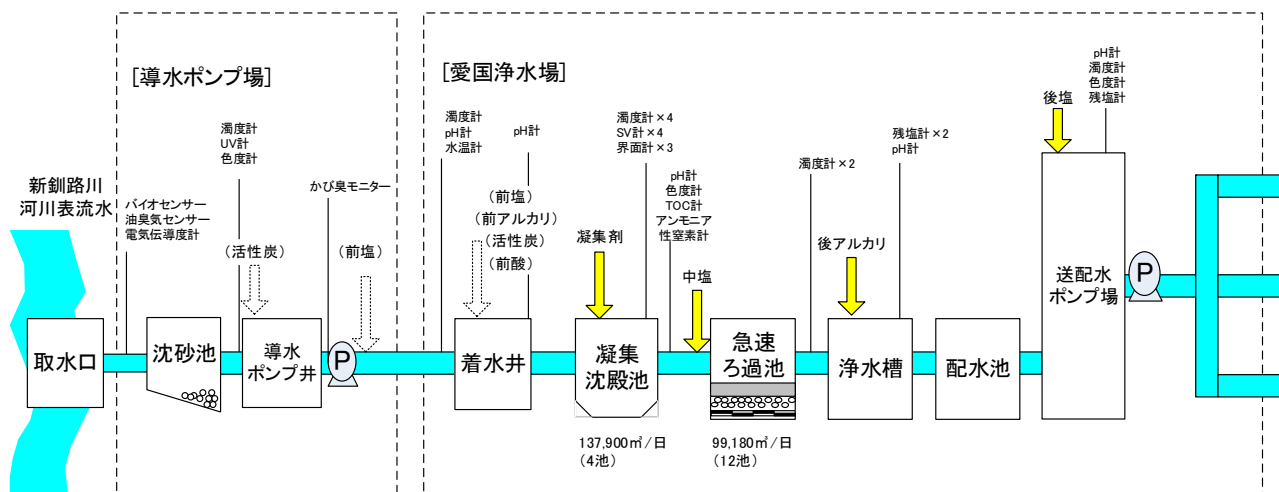 [導水ポンプ場]
[愛国浄水場]
新釧路川
河川表流水
バイオセンサー
油臭気センサー
電気伝導度計
濁度計
UV計
色度計
(活性炭)
かび臭モニター
(前塩)
濁度計
pH計
水温計
pH計
(前塩)
(前アルカリ)
(活性炭)
(前酸)
凝集剤
濁度計×4
SV計×4
界面計×3
pH計
色度計
TOC計
アンモニア
性窒素計
中塩
濁度計×2
後アルカリ
残塩計×2
pH計
後塩
pH計
濁度計
色度計
残塩計
取水口
沈砂池
導水
ポンプ井
P
着水井
凝集
沈殿池
急速
ろ過池
浄水槽
配水池
送配水
ポンプ場
P
137,900㎥/日
(4池)
99,180㎥/日
(12池)